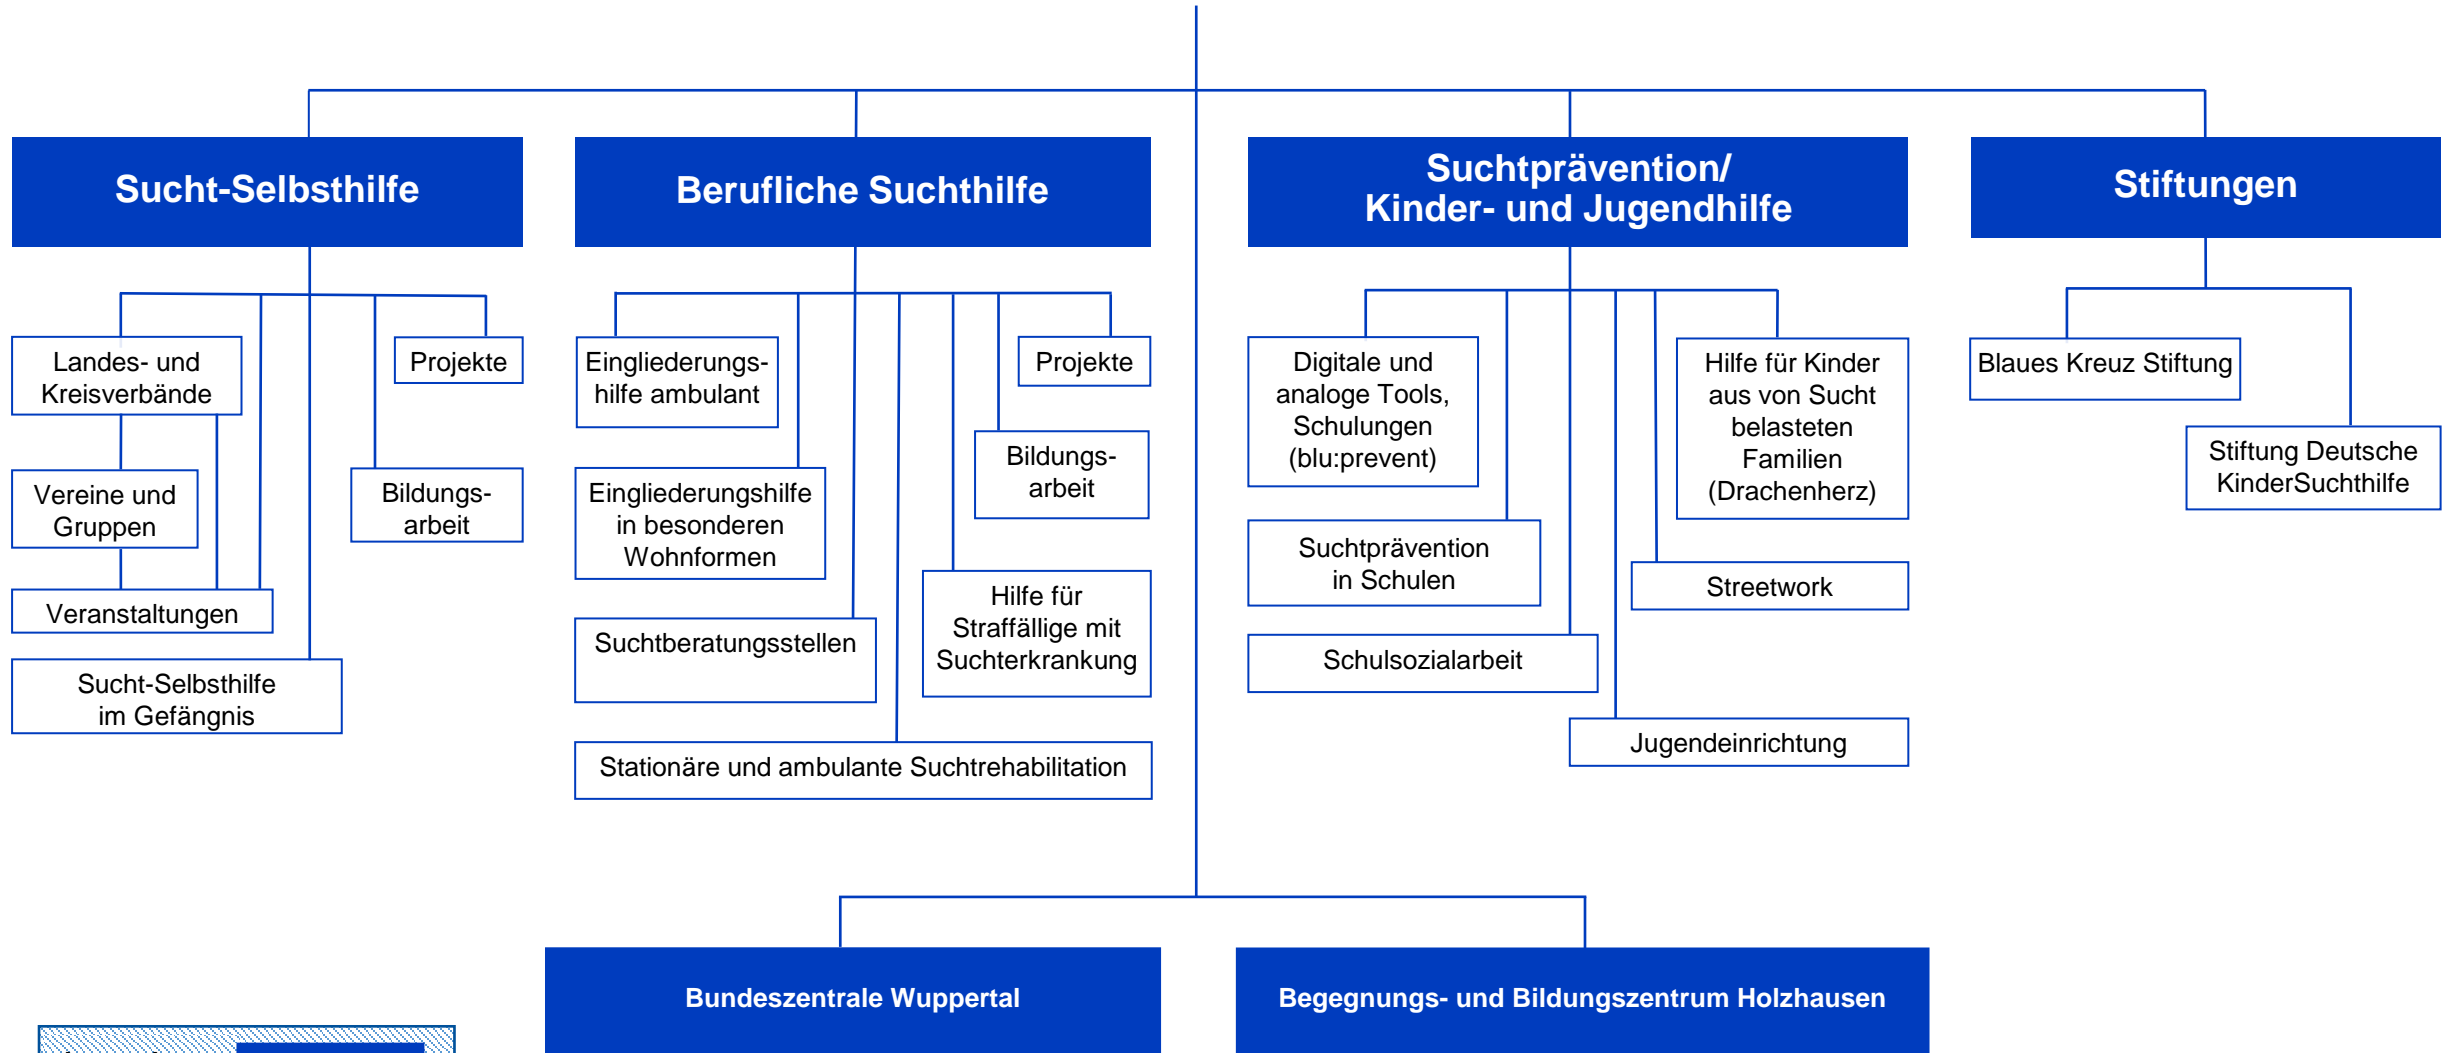 Sucht-Selbsthilfe
Berufliche Suchthilfe
Suchtprävention/
Kinder- und Jugendhilfe
Stiftungen
Landes- und
Kreisverbände
Projekte
Vereine und
Gruppen
Bildungs-
arbeit
Veranstaltungen
Sucht-Selbsthilfe
im Gefängnis
Eingliederungs-
hilfe ambulant
Projekte
Bildungs-
arbeit
Eingliederungshilfe
in besonderen
Wohnformen
Hilfe für
Straffällige mit
Suchterkrankung
Suchtberatungsstellen
Stationäre und ambulante Suchtrehabilitation
Digitale und
analoge Tools,
Schulungen
(blu:prevent)
Hilfe für Kinder
aus von Sucht
belasteten
Familien
(Drachenherz)
Suchtprävention
in Schulen
Streetwork
Schulsozialarbeit
Jugendeinrichtung
Blaues Kreuz Stiftung
Stiftung Deutsche
KinderSuchthilfe
Bundeszentrale Wuppertal
Begegnungs- und Bildungszentrum Holzhausen